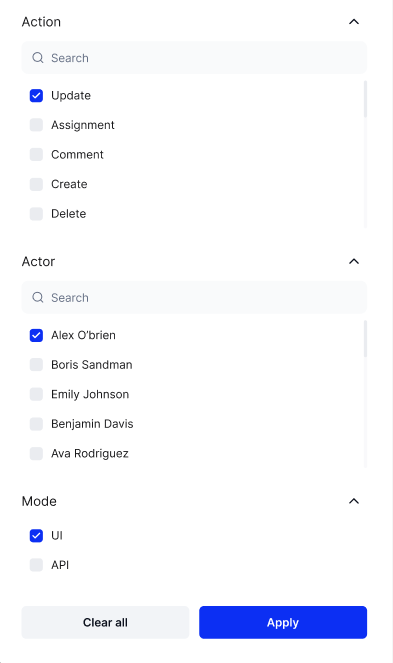 Action
Search
Update
Assignment
Comment
Create
Delete
Actor
Search
Alex O’brien
Boris Sandman
Emily Johnson
Benjamin Davis
Ava Rodriguez
Mode
UI
API
Clear all
Apply